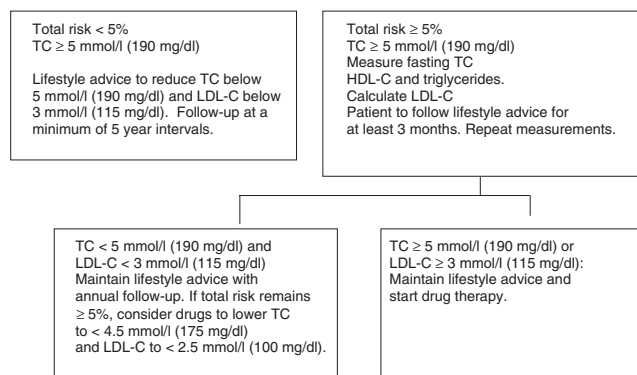 Total risk < 5%
TC ≥ 5 mmol/l (190 mg/dl)
Lifestyle advice to reduce TC below
5 mmol/l (190 mg/dl) and LDL-C below
3 mmol/l (115 mg/dl). Follow-up at a
minimum of 5 year intervals.
Total risk ≥ 5%
TC ≥ 5 mmol/l (190 mg/dl)
Measure fasting TC
HDL-C and triglycerides.
Calculate LDL-C
Patient to follow lifestyle advice for
at least 3 months. Repeat measurements.
TC < 5 mmol/l (190 mg/dl) and
LDL-C < 3 mmol/l (115 mg/dl)
Maintain lifestyle advice with
annual follow-up. If total risk remains
≥ 5%, consider drugs to lower TC
to < 4.5 mmol/l (175 mg/dl)
and LDL-C to < 2.5 mmol/l (100 mg/dl).
TC ≥ 5 mmol/l (190 mg/dl) or
LDL-C ≥ 3 mmol/l (115 mg/dl):
Maintain lifestyle advice and
start drug therapy.